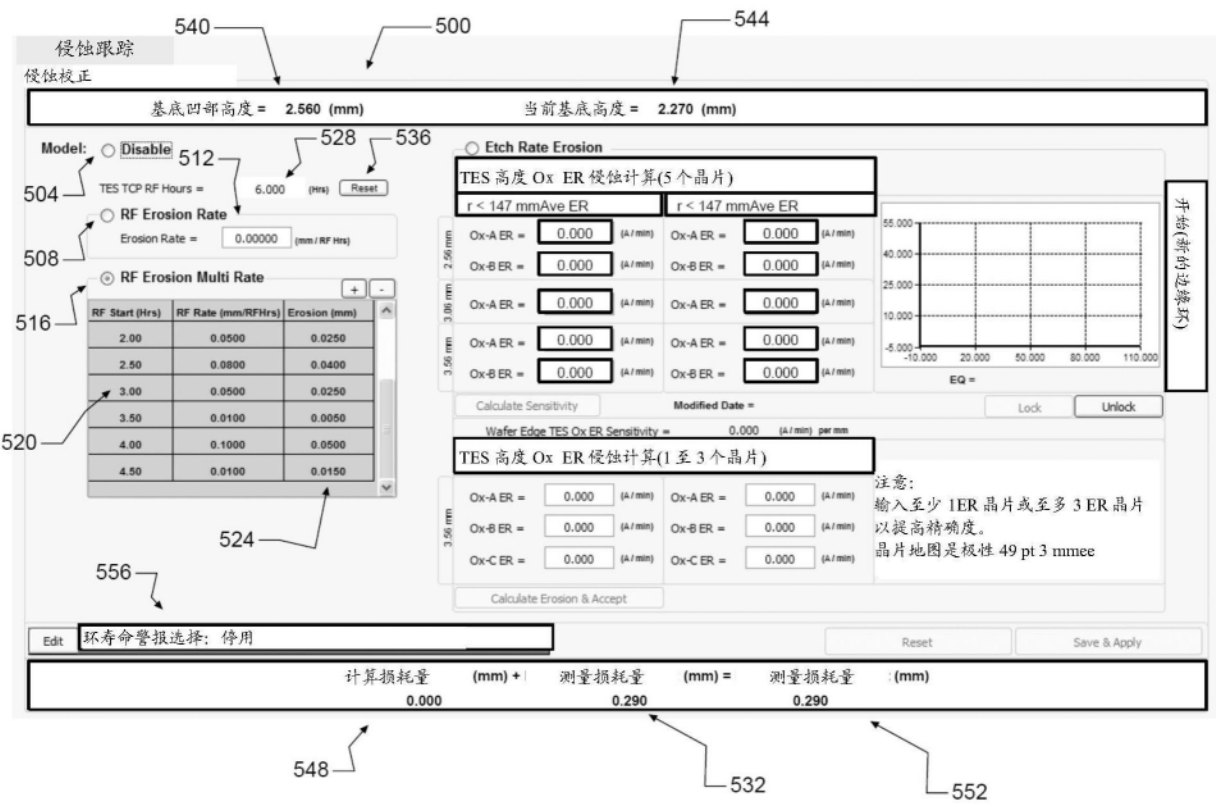 540
500
544
侵蚀跟踪
侵蚀校正
基底凹部高度 = 2.560 (mm) 当前基底高度 = 2.270 (mm)
Model: Disable
512
528
536
504
TES TCP RF Hours = 6.000 (Hrs) Reset
RF Erosion Rate
Erosion Rate = 0.00000 (mm / RF Hrs)
508
RF Erosion Multi Rate
+ -
516
RF Start (Hrs) RF Rate (mm/RFHrs) Erosion (mm)
2.00 0.0500 0.0250
2.50 0.0800 0.0400
3.00 0.0500 0.0250
3.50 0.0100 0.0050
4.00 0.1000 0.0500
4.50 0.0100 0.0150
520
524
Etch Rate Erosion
TES 高度 Ox ER 侵蚀计算(5 个晶片)
r < 147 mmAve ER r < 147 mmAve ER
2.56 mm
Ox-A ER = 0.000 (A / min) Ox-A ER = 0.000 (A / min)
Ox-B ER = 0.000 (A / min) Ox-B ER = 0.000 (A / min)
3.06 mm
Ox-A ER = 0.000 (A / min) Ox-A ER = 0.000 (A / min)
3.56 mm
Ox-A ER = 0.000 (A / min) Ox-A ER = 0.000 (A / min)
Ox-B ER = 0.000 (A / min) Ox-B ER = 0.000 (A / min)
55.000
40.000
25.000
10.000
-5.000
-10.000 20.000 50.000 80.000 110.000
EQ =
开始(新的边缘环)
Calculate Sensitivity Modified Date = Lock Unlock
Wafer Edge TES Ox ER Sensitivity = 0.000 (A / min) per mm
TES 高度 Ox ER 侵蚀计算(1 至 3 个晶片)
3.56 mm
Ox-A ER = 0.000 (A / min) Ox-A ER = 0.000 (A / min)
Ox-B ER = 0.000 (A / min) Ox-B ER = 0.000 (A / min)
Ox-C ER = 0.000 (A / min) Ox-C ER = 0.000 (A / min)
注意:
输入至少 1ER 晶片或至多 3 ER 晶片
以提高精确度。
晶片地图是极性 49 pt 3 mmee
Calculate Erosion & Accept
556
Edit 环寿命警报选择: 停用 Reset Save & Apply
计算损耗量 (mm) + 测量损耗量 (mm) = 测量损耗量 (mm)
0.000 0.290 0.290
548
532
552